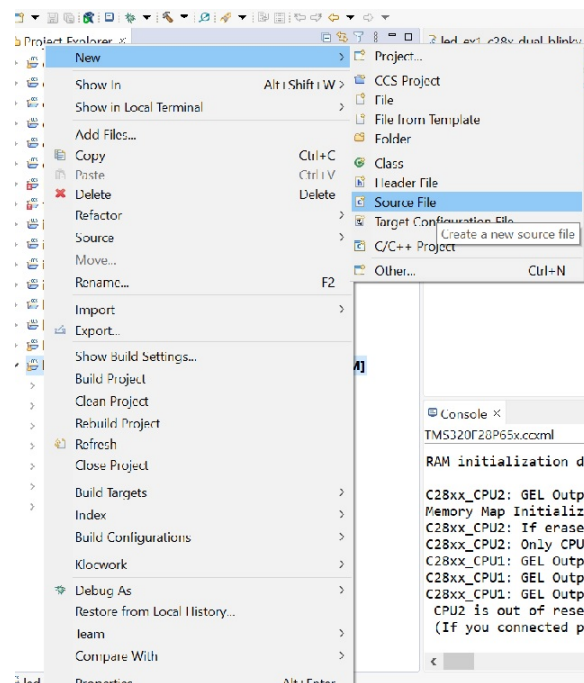 Project Explorer ×
led_ex1_c28x_dual_blinky
New
Show In Alt+Shift+W >
Show in Local Terminal
Add Files...
Copy Ctrl+C
Paste Ctrl+V
Delete Delete
Refactor
Source
Move...
Rename... F2
Import
Export...
Show Build Settings...
Build Project
Clean Project
Rebuild Project
Refresh
Close Project
Build Targets
Index
Build Configurations
Klocwork
Debug As
Restore from Local History...
Team
Compare With
Properties Alt+Enter
led
Project...
CCS Project
File
File from Template
Folder
Class
Header File
Source File
Target Configuration File
Create a new source file
C/C++ Project
Other... Ctrl+N
Console ×
TMS320F28P65x.ccxml
RAM initialization d
C28xx_CPU2: GEL Outp
Memory Map Initializ
C28xx_CPU2: If erase
C28xx_CPU2: Only CPU
C28xx_CPU1: GEL Outp
C28xx_CPU1: GEL Outp
C28xx_CPU1: GEL Outp
CPU2 is out of rese
(If you connected p